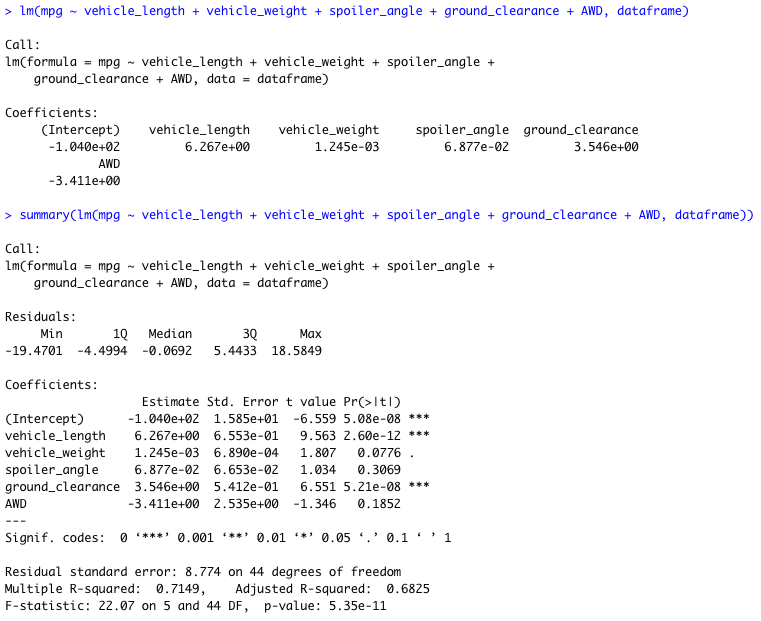 > lm(mpg ~ vehicle_length + vehicle_weight + spoiler_angle + ground_clearance + AWD, dataframe)
Call:
lm(formula = mpg ~ vehicle_length + vehicle_weight + spoiler_angle +
    ground_clearance + AWD, data = dataframe)
Coefficients:
     (Intercept)    vehicle_length    vehicle_weight     spoiler_angle  ground_clearance
      -1.040e+02         6.267e+00         1.245e-03         6.877e-02         3.546e+00
             AWD
      -3.411e+00
> summary(lm(mpg ~ vehicle_length + vehicle_weight + spoiler_angle + ground_clearance + AWD, dataframe))
Call:
lm(formula = mpg ~ vehicle_length + vehicle_weight + spoiler_angle +
    ground_clearance + AWD, data = dataframe)
Residuals:
     Min       1Q   Median       3Q      Max
-19.4701  -4.4994  -0.0692   5.4433  18.5849
Coefficients:
                   Estimate Std. Error t value Pr(>|t|)
(Intercept)      -1.040e+02  1.585e+01  -6.559 5.08e-08 ***
vehicle_length    6.267e+00  6.553e-01   9.563 2.60e-12 ***
vehicle_weight    1.245e-03  6.890e-04   1.807   0.0776 .
spoiler_angle     6.877e-02  6.653e-02   1.034   0.3069
ground_clearance  3.546e+00  5.412e-01   6.551 5.21e-08 ***
AWD              -3.411e+00  2.535e+00  -1.346   0.1852
---
Signif. codes:  0 ‘***’ 0.001 ‘**’ 0.01 ‘*’ 0.05 ‘.’ 0.1 ‘ ’ 1
Residual standard error: 8.774 on 44 degrees of freedom
Multiple R-squared:  0.7149,    Adjusted R-squared:  0.6825
F-statistic: 22.07 on 5 and 44 DF,  p-value: 5.35e-11